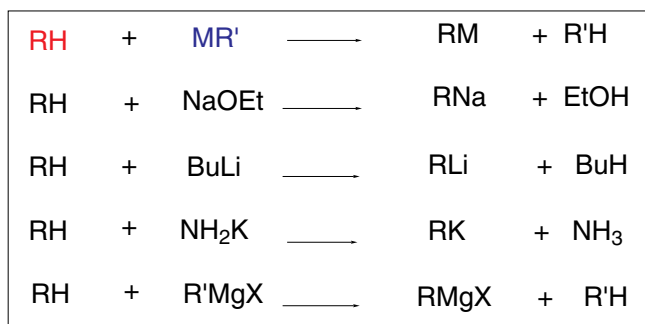 RH + MR' RM + R'H
RH + NaOEt RNa + EtOH
RH + BuLi RLi + BuH
RH + NH₂K RK + NH₃
RH + R'MgX RMgX + R'H